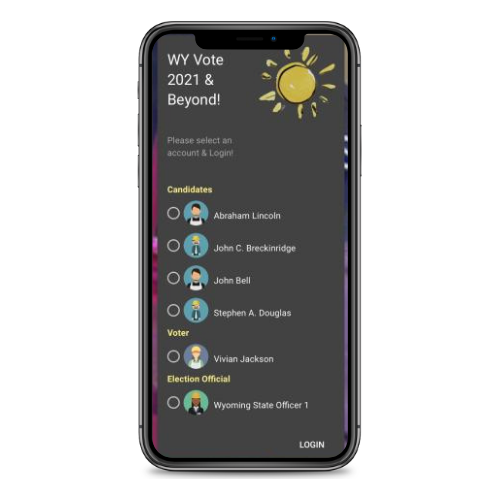 WY Vote
2021 &
Beyond!
Please select an
account & Login!
Candidates
Abraham Lincoln
John C. Breckinridge
John Bell
Stephen A. Douglas
Voter
Vivian Jackson
Election Official
Wyoming State Officer 1
LOGIN